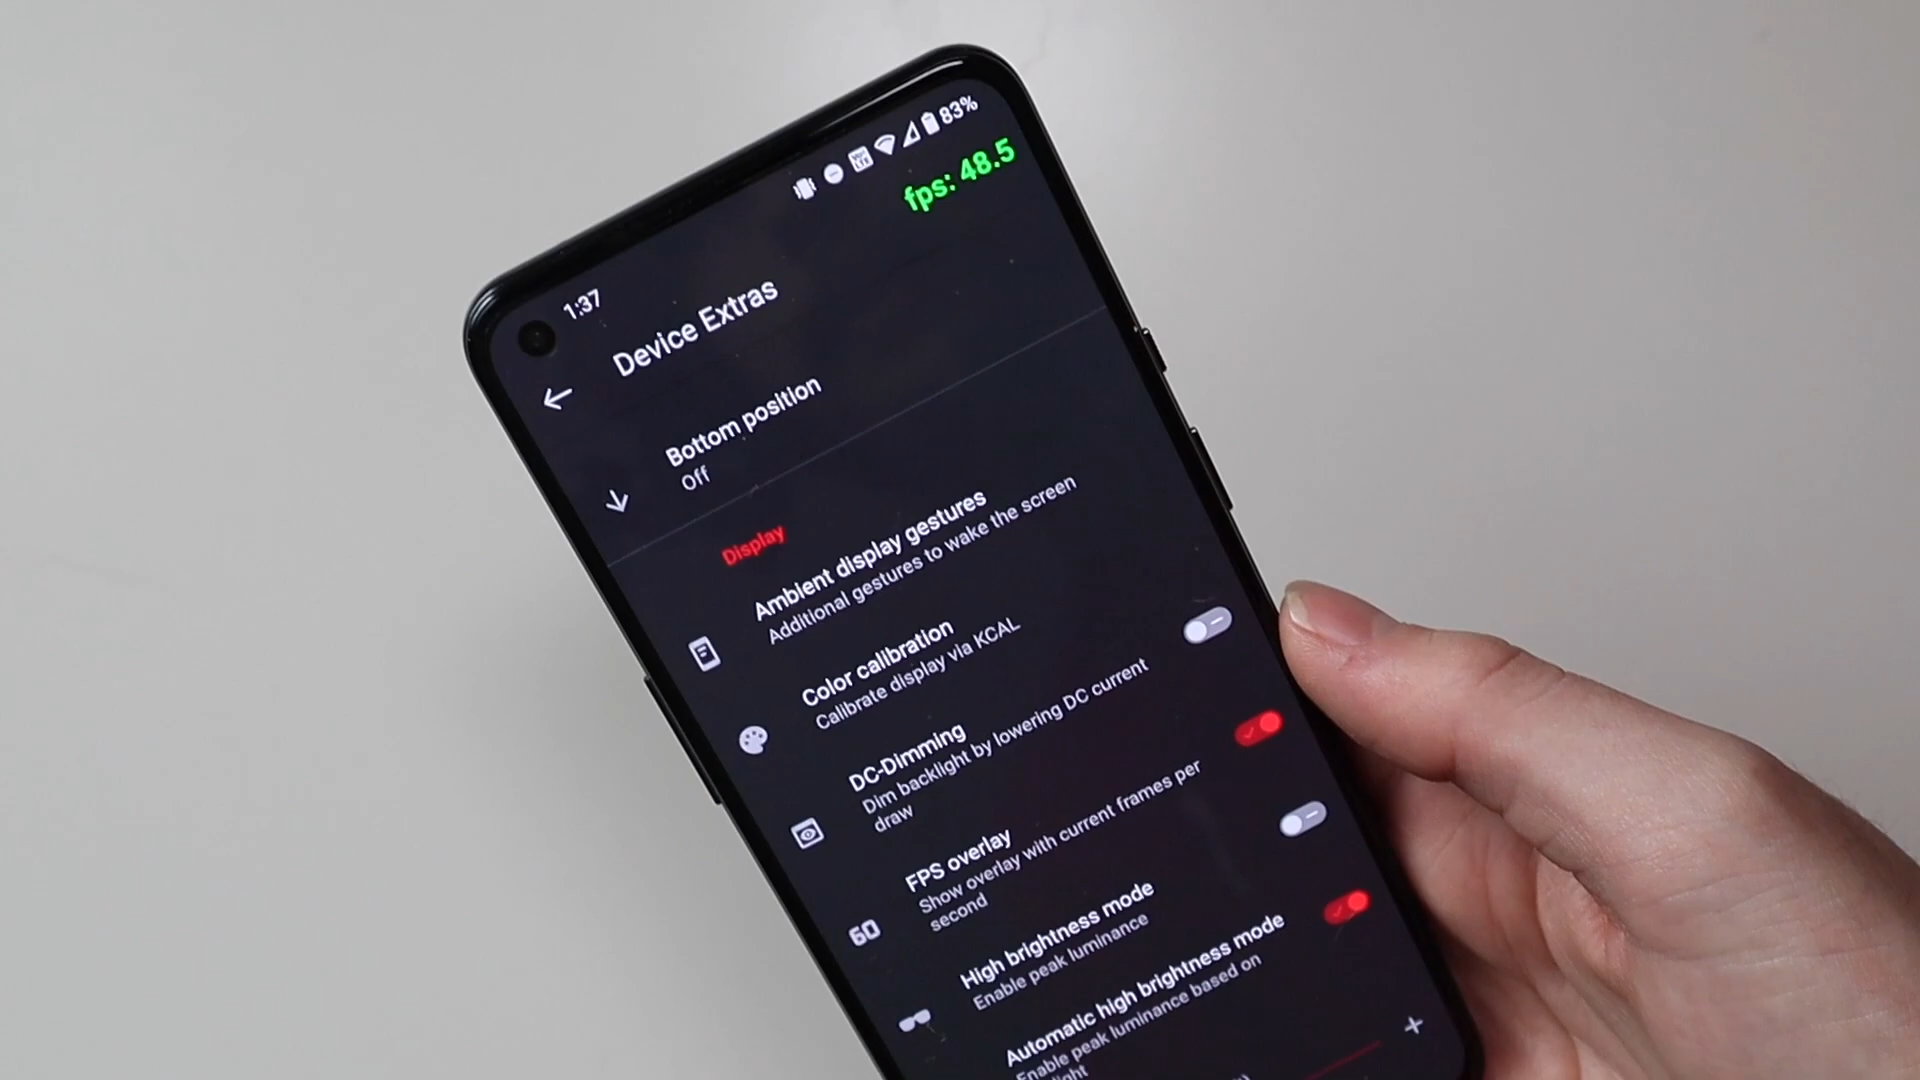 1:37
83%
fps: 48.5
Device Extras
Bottom position
Off
Display
Ambient display gestures
Additional gestures to wake the screen
Color calibration
Calibrate display via KCAL
DC-Dimming
Dim backlight by lowering DC current
draw
60
FPS overlay
Show overlay with current frames per
second
High brightness mode
Enable peak luminance
Automatic high brightness mode
Enable peak luminance based on